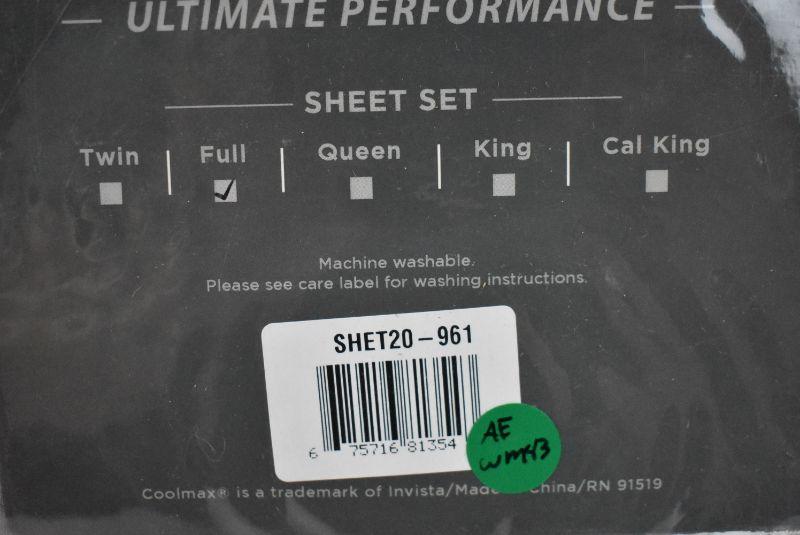 ULTIMATE PERFORMANCE
SHEET SET
Twin Full Queen King Cal King
Machine washable.
Please see care label for washing instructions.
SHET20-961
6 75716 81354
AE
Coolmax® is a trademark of Invista/Made China/RN 91519